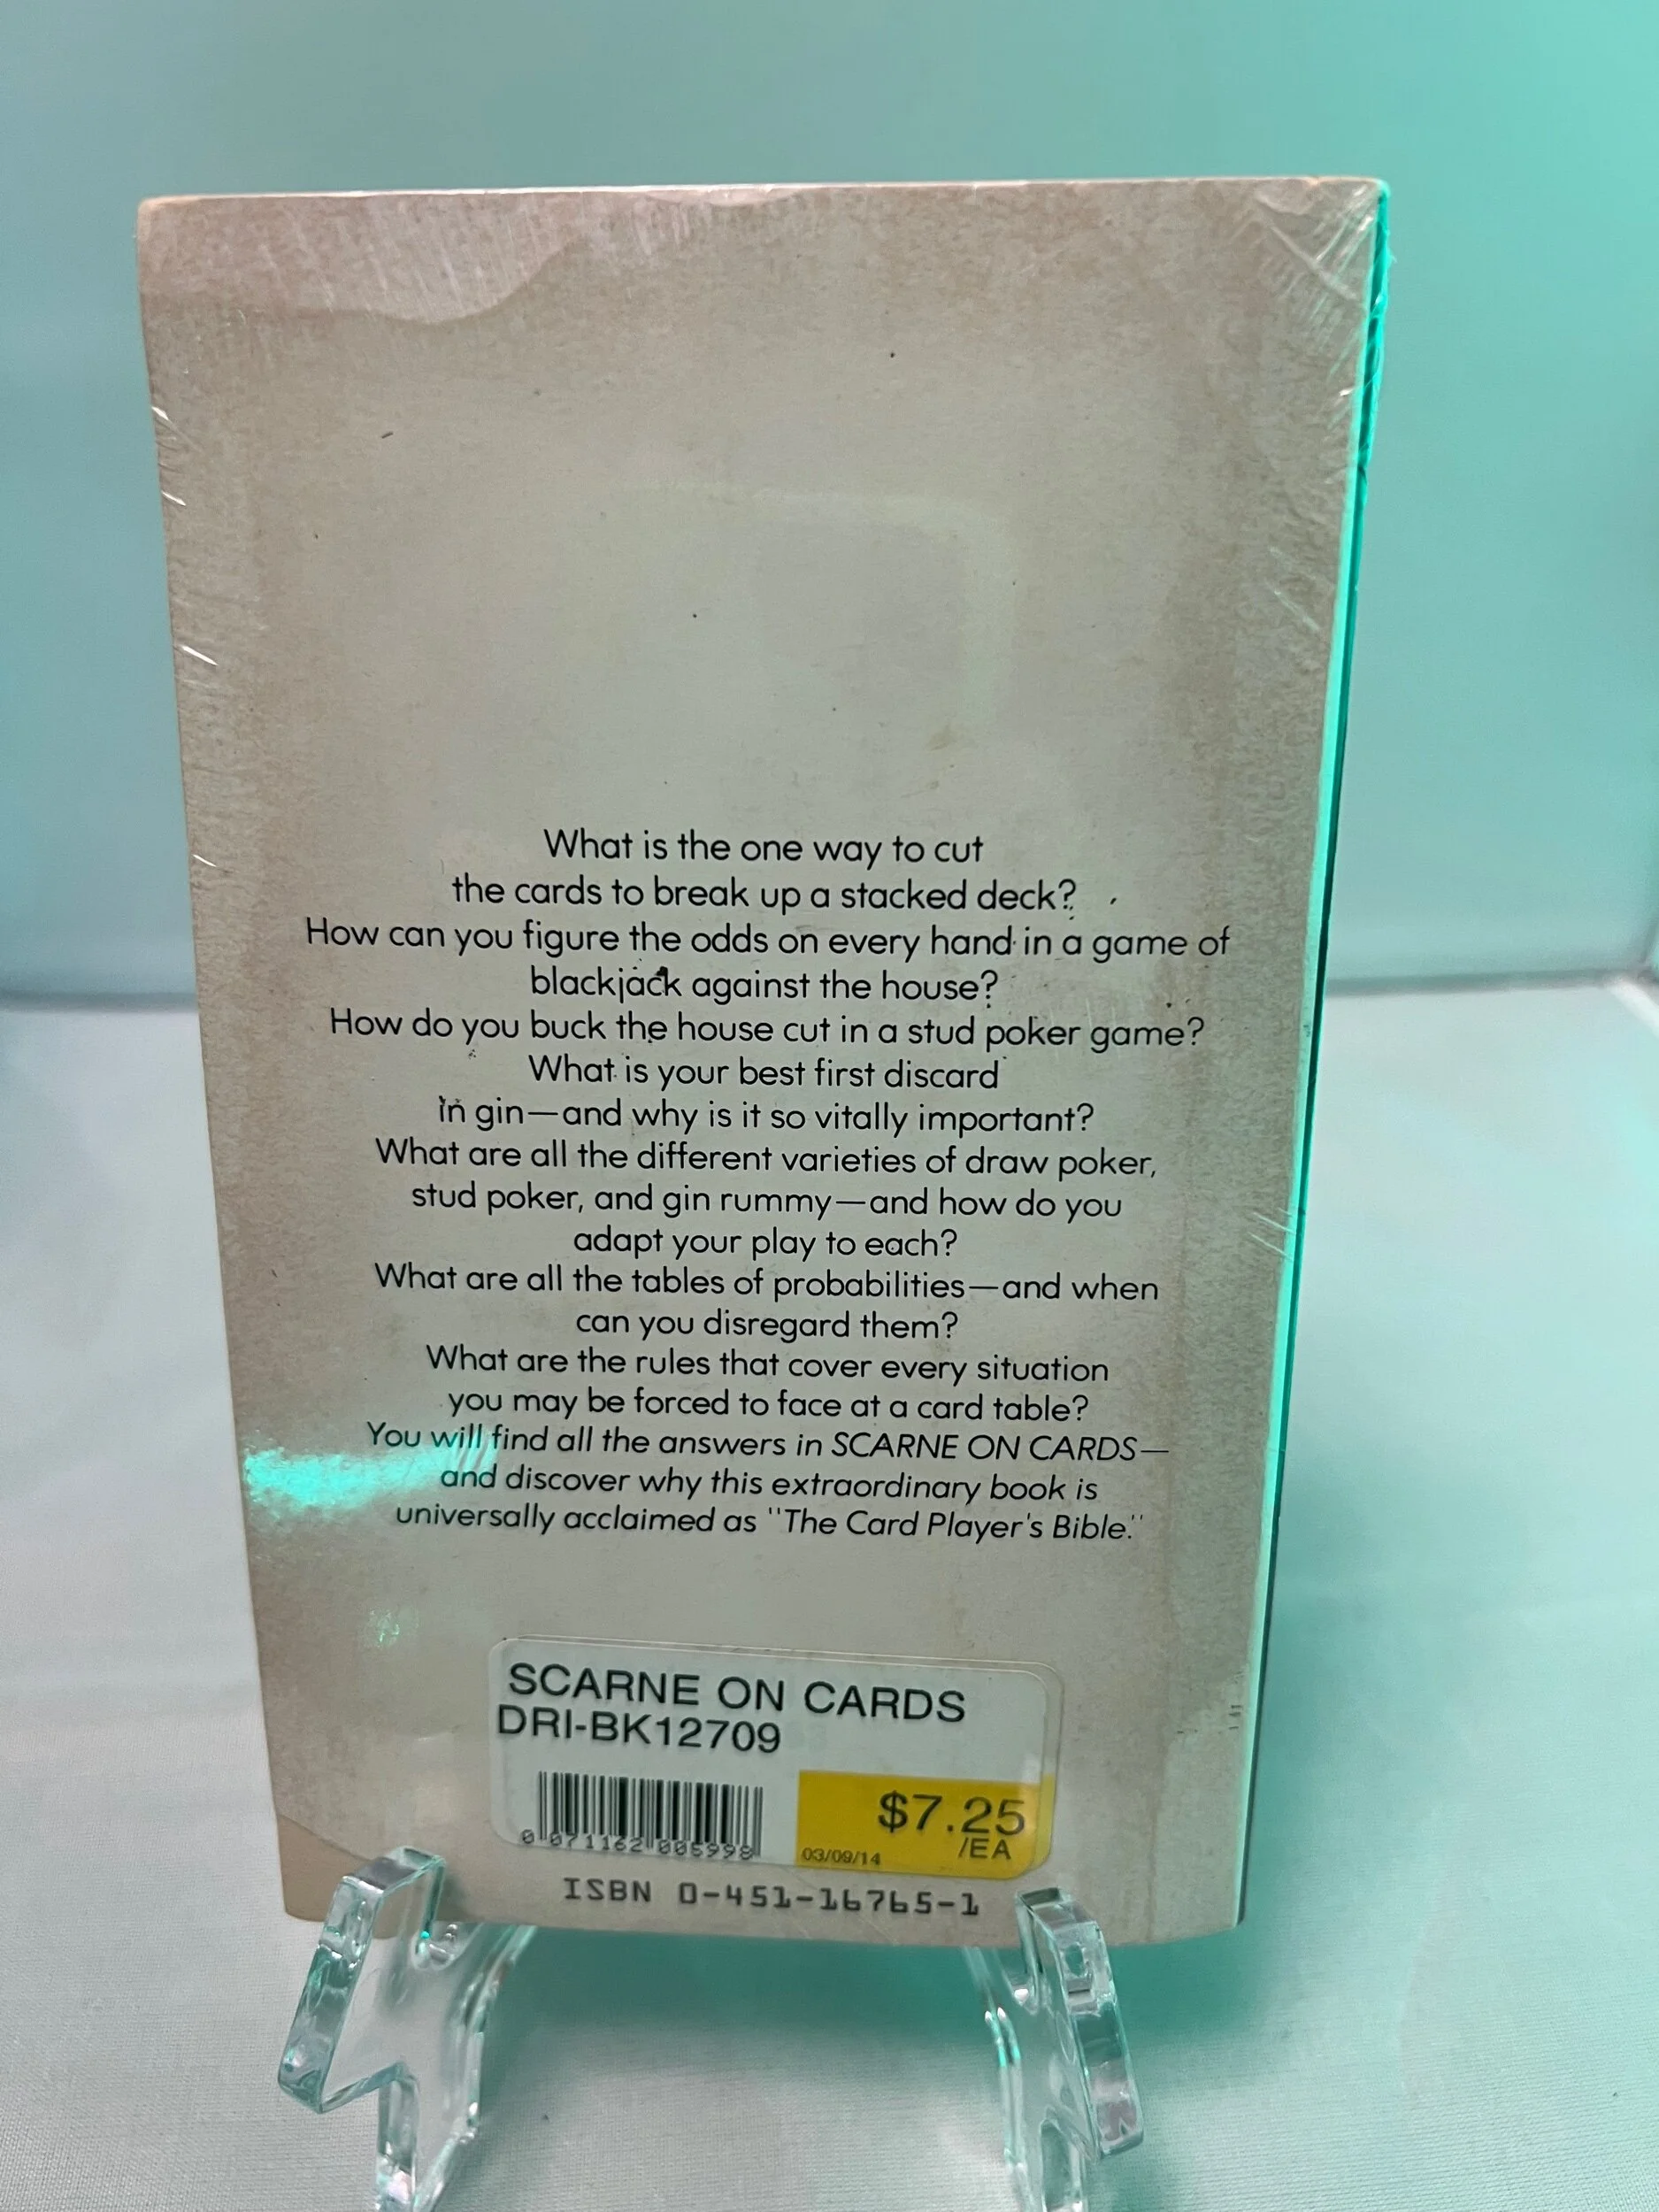 What is the one way to cut
the cards to break up a stacked deck?
How can you figure the odds on every hand in a game of
blackjack against the house?
How do you buck the house cut in a stud poker game?
What is your best first discard
in gin—and why is it so vitally important?
What are all the different varieties of draw poker,
stud poker, and gin rummy—and how do you
adapt your play to each?
What are all the tables of probabilities—and when
can you disregard them?
What are the rules that cover every situation
you may be forced to face at a card table?
You will find all the answers in SCARNE ON CARDS—
and discover why this extraordinary book is
universally acclaimed as "The Card Player's Bible."
SCARNE ON CARDS
DRI-BK12709
$7.25
/EA
0 071162 005998
03/09/14
ISBN 0-451-16765-1